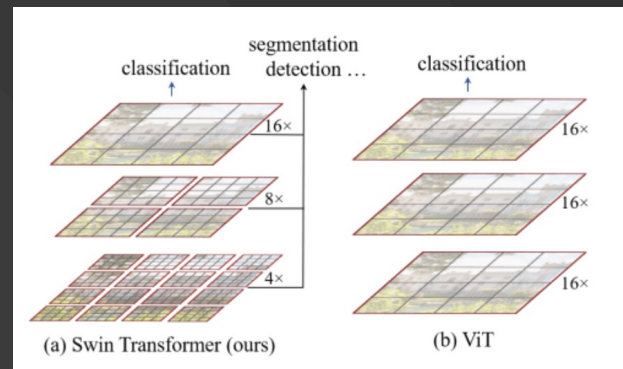 segmentation
classification
detection ...
classification
16×
8×
4×
16×
16×
16×
(a) Swin Transformer (ours)
(b) ViT